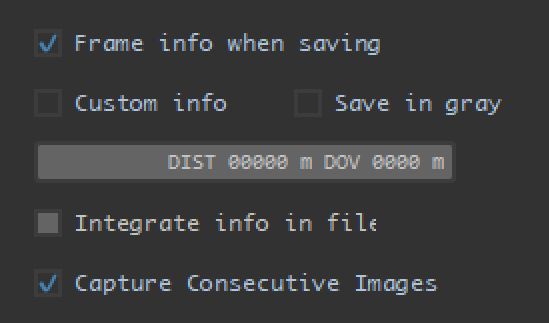 Frame info when saving
Custom info Save in gray
DIST 00000 m DOV 0000 m
Integrate info in file
Capture Consecutive Images